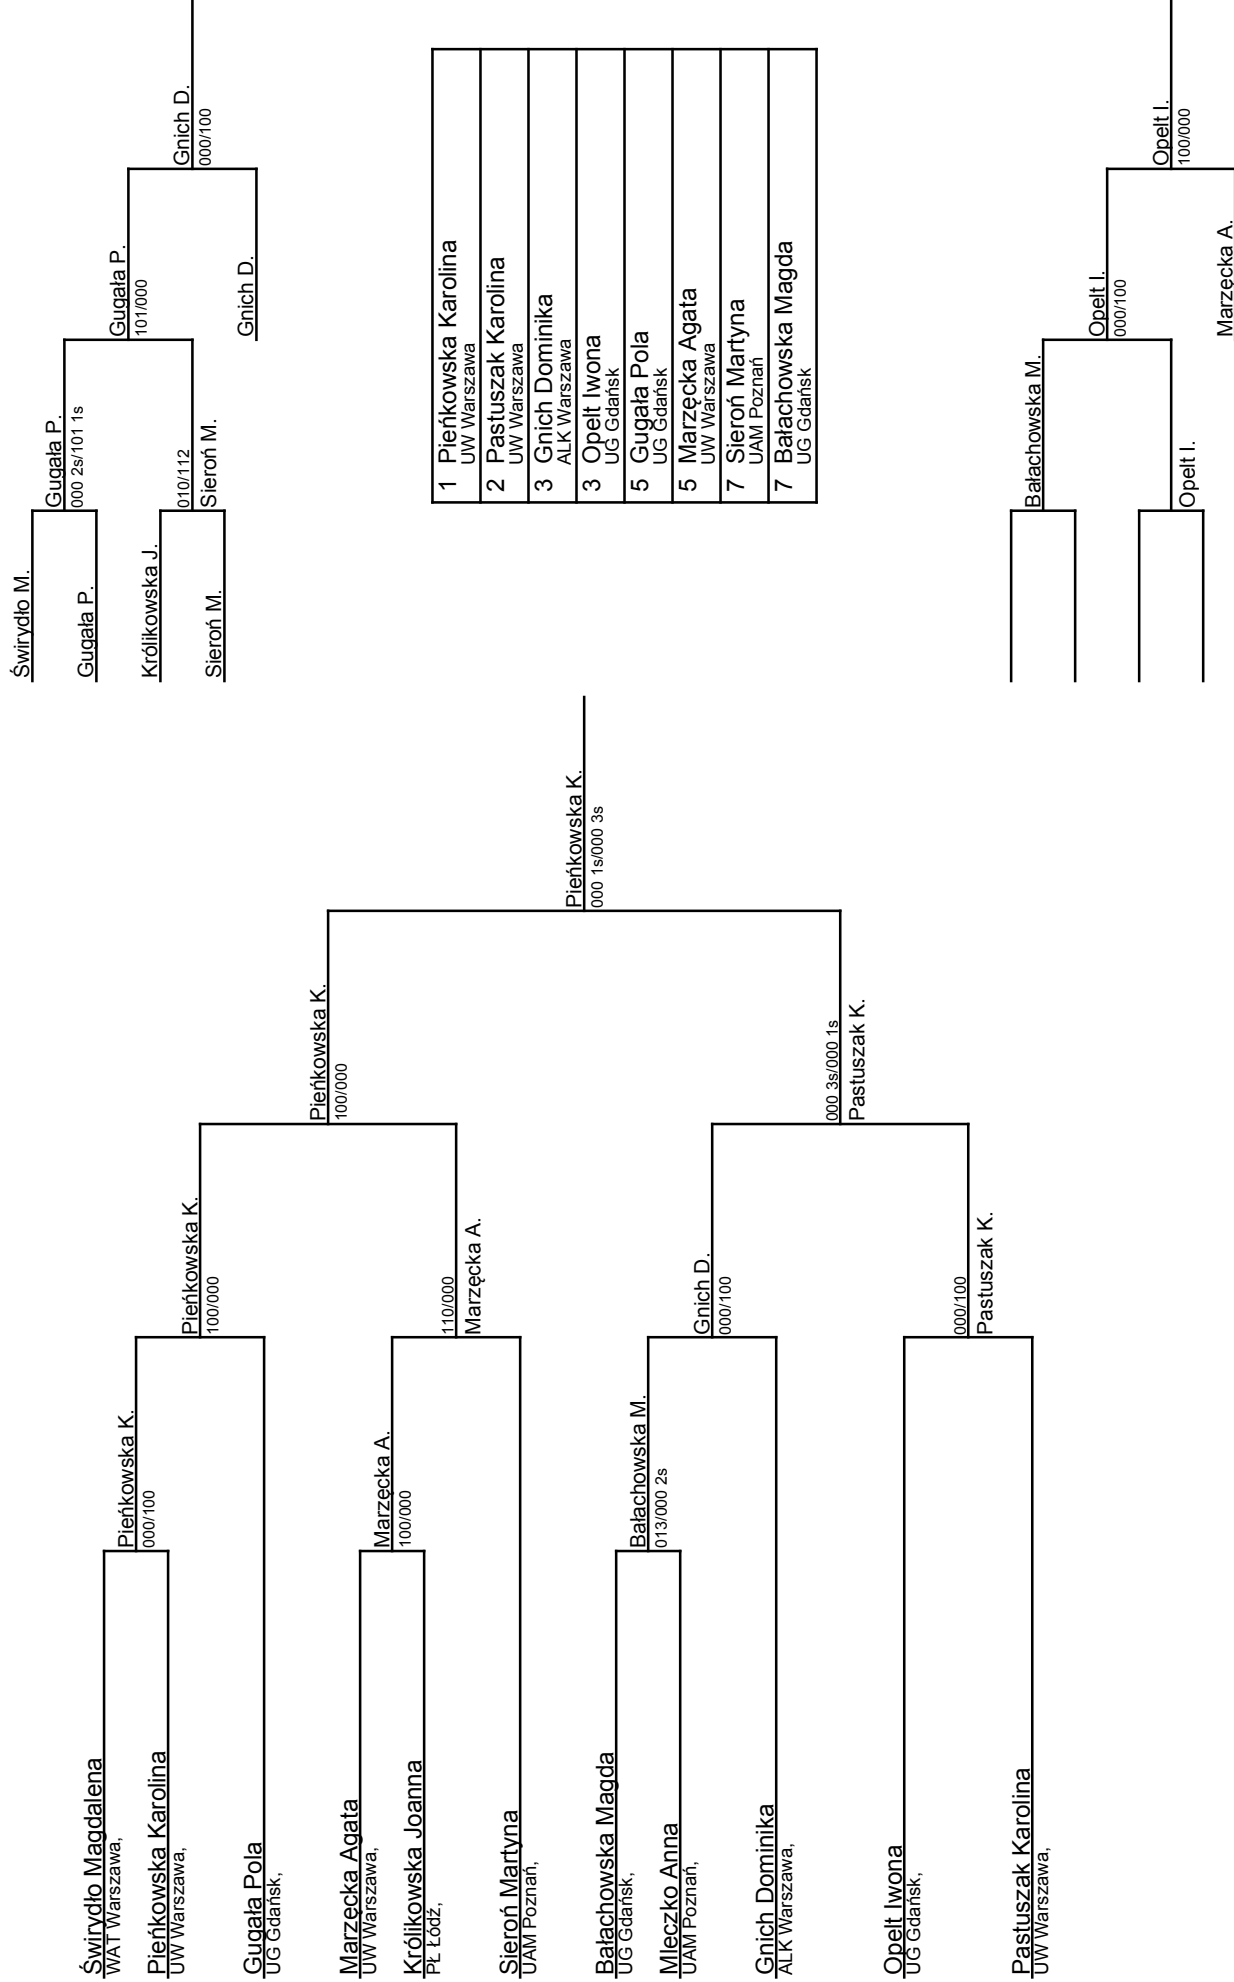 Świrydło Magdalena
WAT Warszawa,
Pieńkowska Karolina
UW Warszawa,
Gugała Pola
UG Gdańsk,
Marzęcka Agata
UW Warszawa,
Królikowska Joanna
PŁ Łódź,
Sieroń Martyna
UAM Poznań,
Bałachowska Magda
UG Gdańsk,
Mleczko Anna
UAM Poznań,
Gnich Dominika
ALK Warszawa,
Opelt Iwona
UG Gdańsk,
Pastuszak Karolina
UW Warszawa,
Pieńkowska K.
000/100
Marzęcka A.
100/000
Bałachowska M.
013/000 2s
Pieńkowska K.
100/000
110/000
Marzęcka A.
Gnich D.
000/100
000/100
Pastuszak K.
Pieńkowska K.
100/000
000 3s/000 1s
Pastuszak K.
Pieńkowska K.
000 1s/000 3s
Świrydło M.
Gugała P.
Królikowska J.
Sieroń M.
Gugała P.
000 2s/101 1s
010/112
Sieroń M.
Gugała P.
101/000
Gnich D.
Gnich D.
000/100
1 Pieńkowska Karolina
UW Warszawa
2 Pastuszak Karolina
UW Warszawa
3 Gnich Dominika
ALK Warszawa
3 Opelt Iwona
UG Gdańsk
5 Gugała Pola
UG Gdańsk
5 Marzęcka Agata
UW Warszawa
7 Sieroń Martyna
UAM Poznań
7 Bałachowska Magda
UG Gdańsk
Bałachowska M.
Opelt I.
Opelt I.
000/100
Marzęcka A.
Opelt I.
100/000